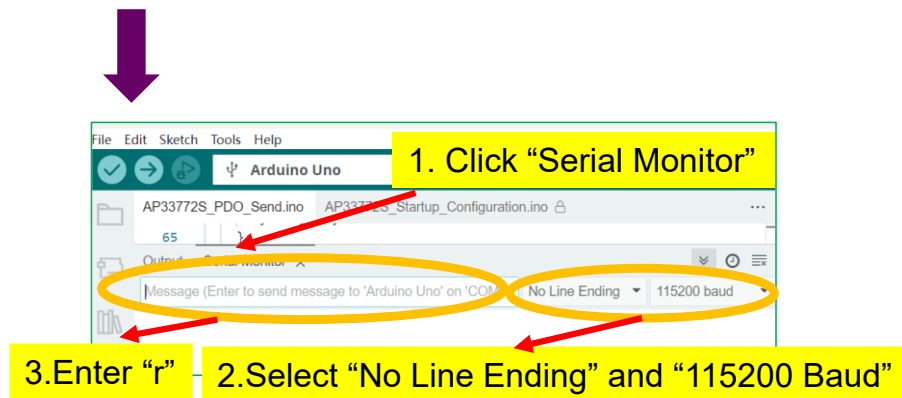 File Edit Sketch Tools Help
1. Click “Serial Monitor”
Arduino Uno
AP33772S_PDO_Send.ino AP33772S_Startup_Configuration.ino
65 }
Output Serial Monitor X
Message (Enter to send message to 'Arduino Uno' on 'COM No Line Ending 115200 baud
3.Enter “r” 2.Select “No Line Ending” and “115200 Baud”